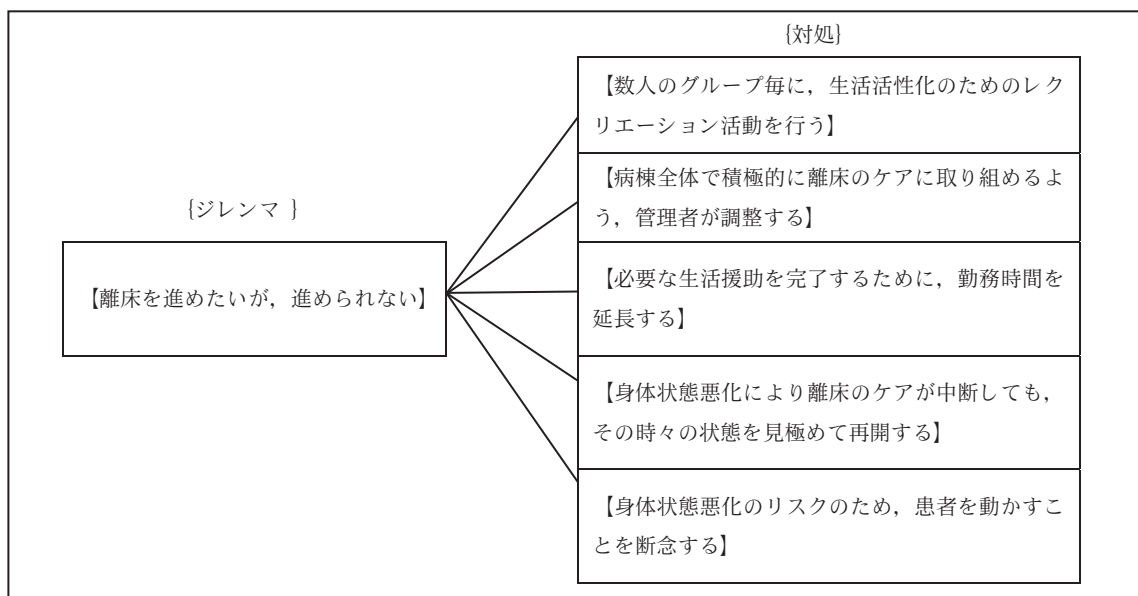 {ジレンマ }
【離床を進めたいが，進められない】
{対処}
【数人のグループ毎に，生活活性化のためのレク
リエーション活動を行う】
【病棟全体で積極的に離床のケアに取り組めるよ
う，管理者が調整する】
【必要な生活援助を完了するために，勤務時間を
延長する】
【身体状態悪化により離床のケアが中断しても，
その時々の状態を見極めて再開する】
【身体状態悪化のリスクのため，患者を動かすこ
とを断念する】